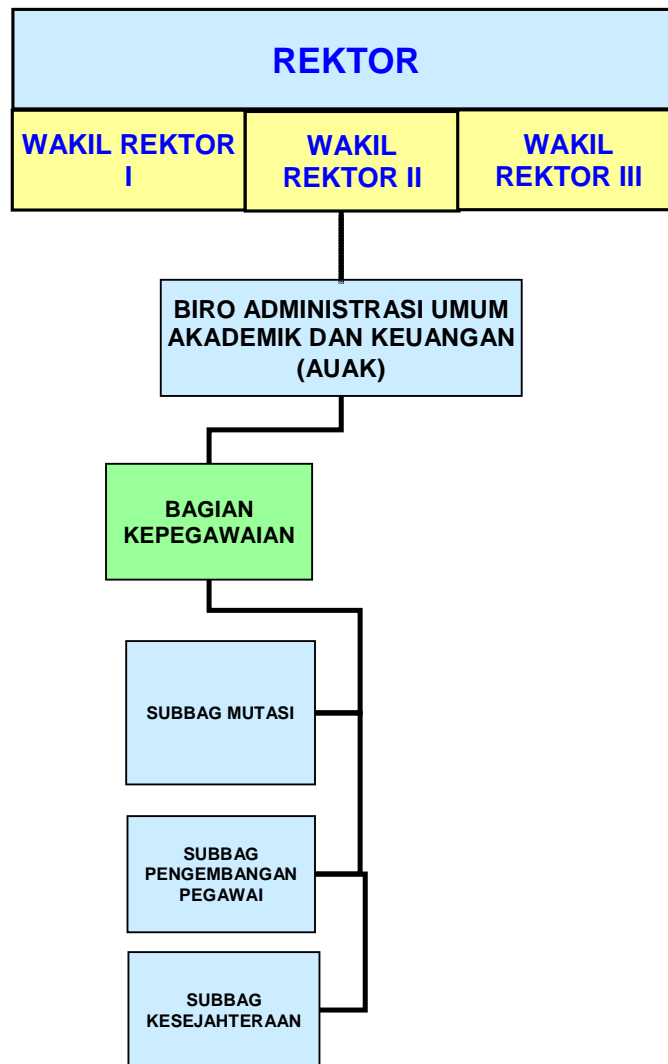 REKTOR
WAKIL REKTOR
I
WAKIL
REKTOR II
WAKIL
REKTOR III
BIRO ADMINISTRASI UMUM
AKADEMIK DAN KEUANGAN
(AUAK)
BAGIAN
KEPEGAWAIAN
SUBBAG MUTASI
SUBBAG
PENGEMBANGAN
PEGAWAI
SUBBAG
KESEJAHTERAAN